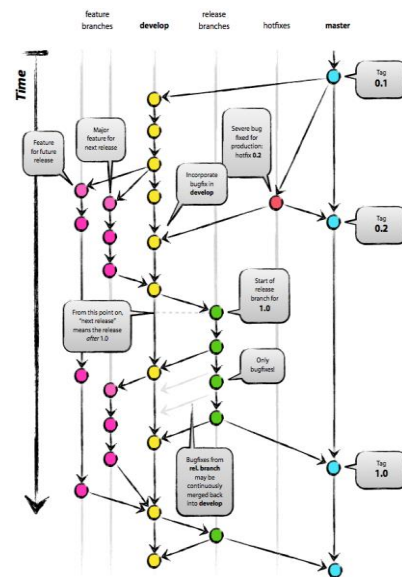 feature
branches
develop
release
branches
hotfixes
master
Time
Tag
0.1
Feature
for future
release
Major
feature for
next release
Severe bug
fixed for
production:
hotfix 0.2
Incorporate
bugfix in
develop
Tag
0.2
Start of
release
branch for
1.0
From this point on,
“next release”
means the release
after 1.0
Only
bugfixes!
Bugfixes from
rel. branch
may be
continuously
merged back
into develop
Tag
1.0